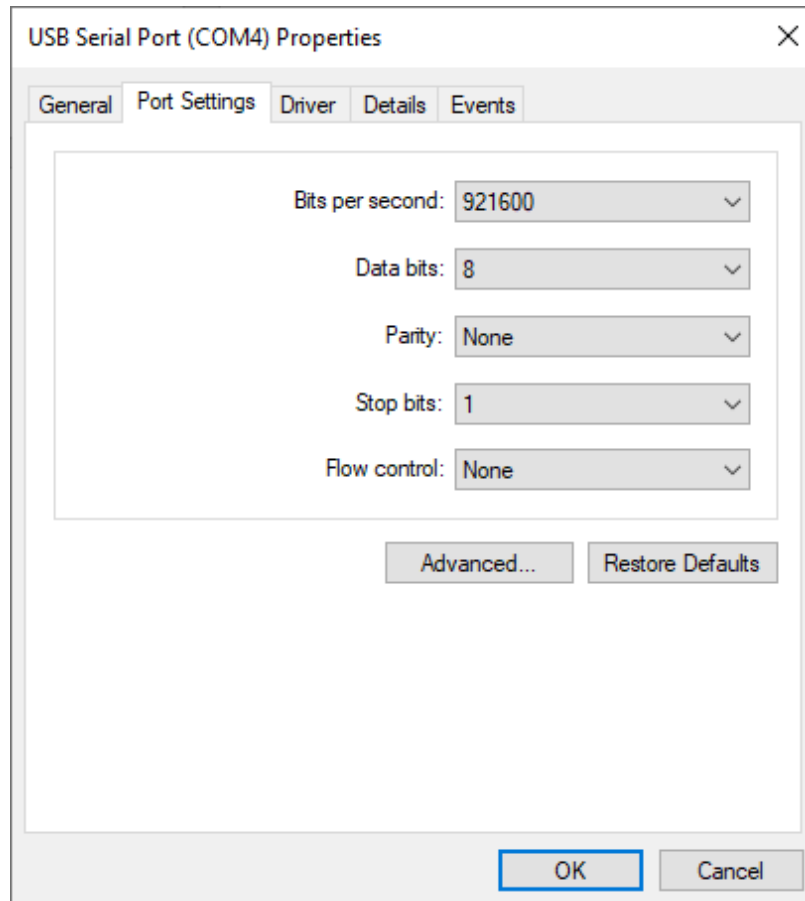 USB Serial Port (COM4) Properties
General Port Settings Driver Details Events
Bits per second: 921600
Data bits: 8
Parity: None
Stop bits: 1
Flow control: None
Advanced... Restore Defaults
OK Cancel